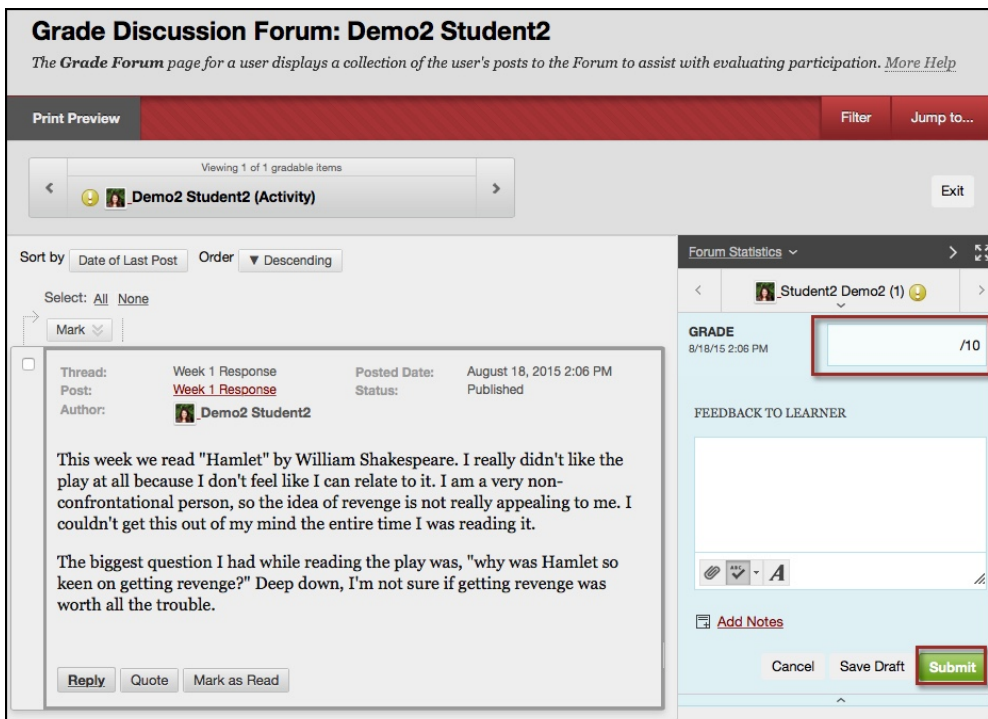 Grade Discussion Forum: Demo2 Student2
The Grade Forum page for a user displays a collection of the user's posts to the Forum to assist with evaluating participation. More Help
Print Preview
Filter
Jump to...
Viewing 1 of 1 gradable items
Demo2 Student2 (Activity)
Exit
Sort by Date of Last Post Order ▼ Descending
Select: All None
Mark
Thread: Week 1 Response Posted Date: August 18, 2015 2:06 PM
Post: Week 1 Response Status: Published
Author: Demo2 Student2
This week we read "Hamlet" by William Shakespeare. I really didn't like the
play at all because I don't feel like I can relate to it. I am a very non-
confrontational person, so the idea of revenge is not really appealing to me. I
couldn't get this out of my mind the entire time I was reading it.
The biggest question I had while reading the play was, "why was Hamlet so
keen on getting revenge?" Deep down, I'm not sure if getting revenge was
worth all the trouble.
Reply Quote Mark as Read
Forum Statistics
Student2 Demo2 (1)
GRADE
8/18/15 2:06 PM
/10
FEEDBACK TO LEARNER
ABC
A
Add Notes
Cancel Save Draft Submit